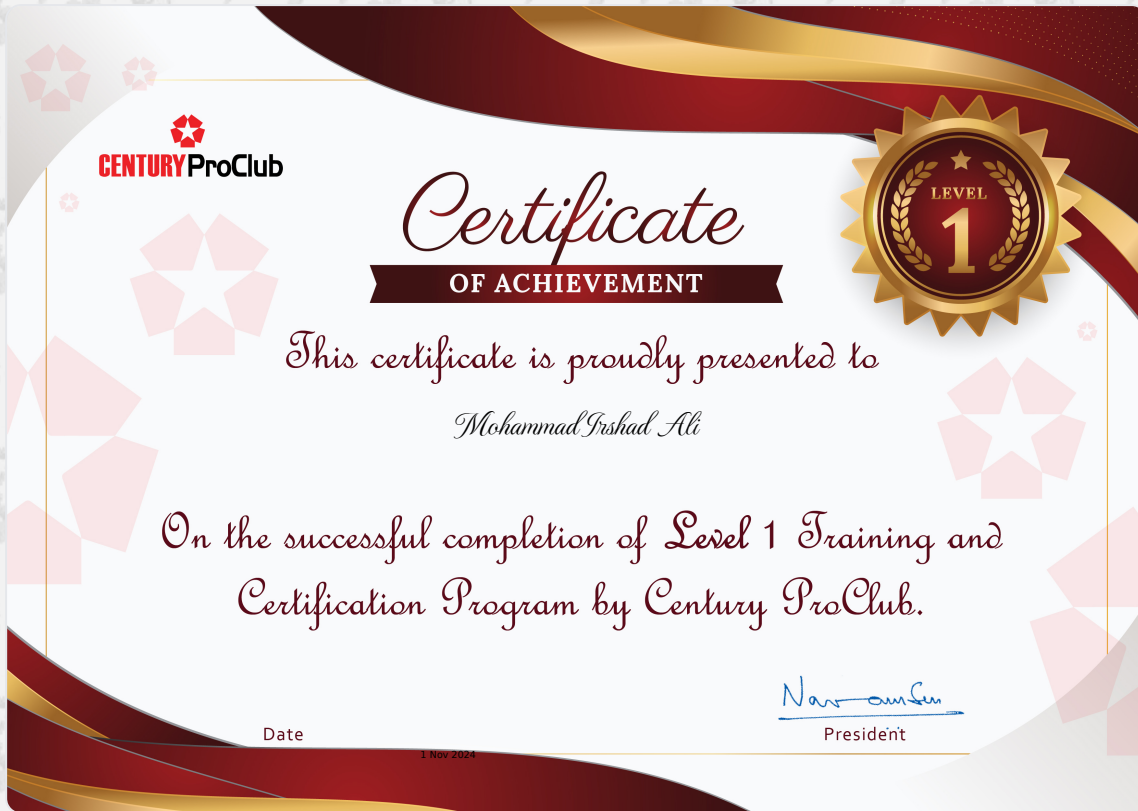 CENTURY ProClub
LEVEL
1
Certificate
OF ACHIEVEMENT
This certificate is proudly presented to
Mohammad Irshad Ali
On the successful completion of Level 1 Training and
Certification Program by Century ProClub.
Date
President
1 Nov 2024